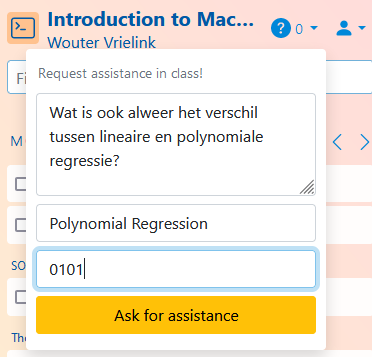 Introduction to Mac...
Wouter Vrielink
? 0
Request assistance in class!
Fi
Wat is ook alweer het verschil
tussen lineaire en polynomiale
regressie?
M
Polynomial Regression
SO
0101
Ask for assistance
The